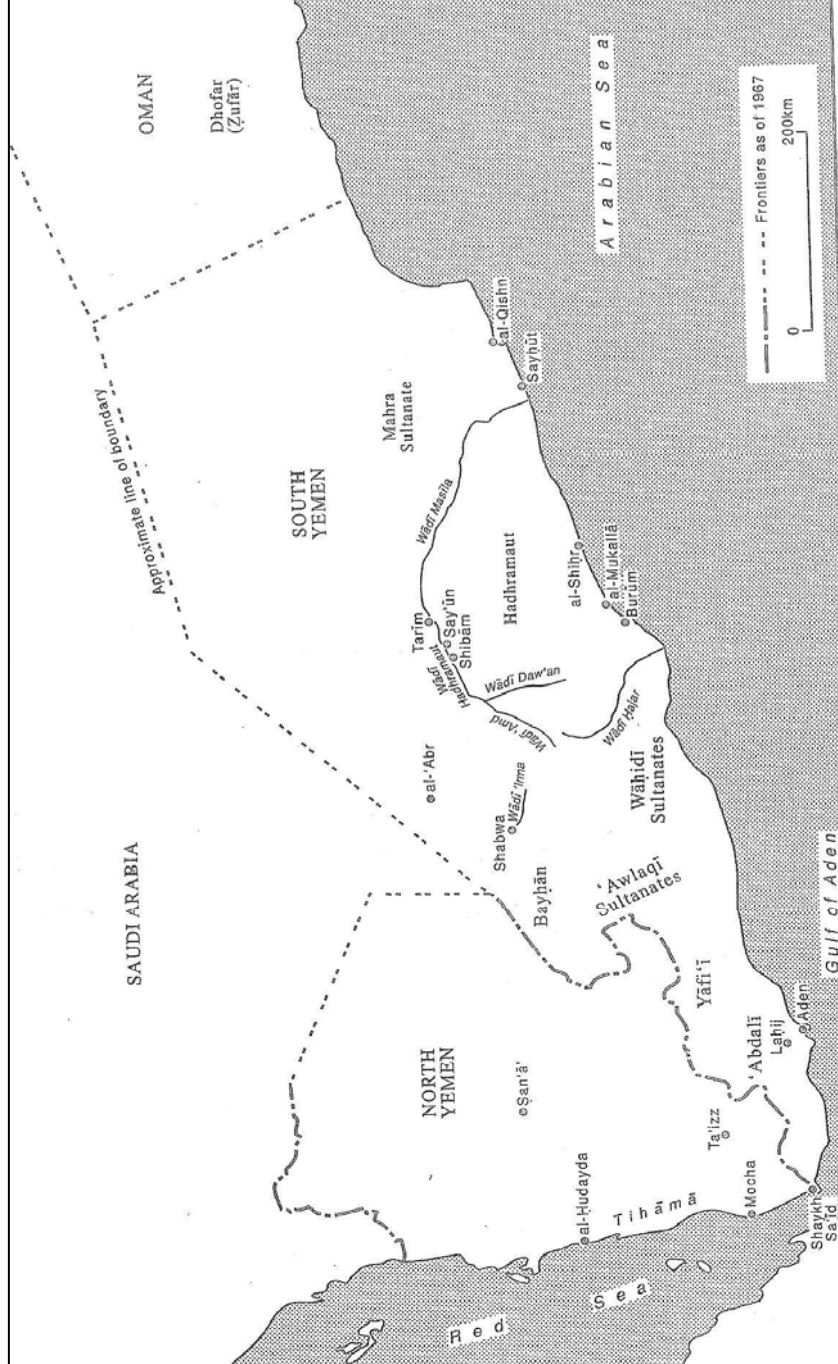 OMAN
Dhofar
(Ẓufār)
SAUDI ARABIA
Approximate line of boundary
SOUTH
YEMEN
Mahra
Sultanate
al-Qishn
Sayḥūt
Wādī Masīla
Tarīm
Say'ūn
Shibām
Wādī
Hadhramaut
Hadhramaut
al-Shiḥr
al-Mukallā
Burūm
Wādī Daw'an
Wādī 'Amd
Wādī Ḥajar
al-'Abr
Shabwa
Wādī 'Irma
Wāḥidī
Sultanates
Bayḥān
'Awlaqī
Sultanates
NORTH
YEMEN
Ṣan'ā'
Yāfi'ī
'Abdalī
Laḥij
Aden
Ta'izz
al-Ḥudayda
Tihāmā
Mocha
Shaykh
Sa'īd
Red Sea
Gulf of Aden
Arabian Sea
Frontiers as of 1967
0 200km